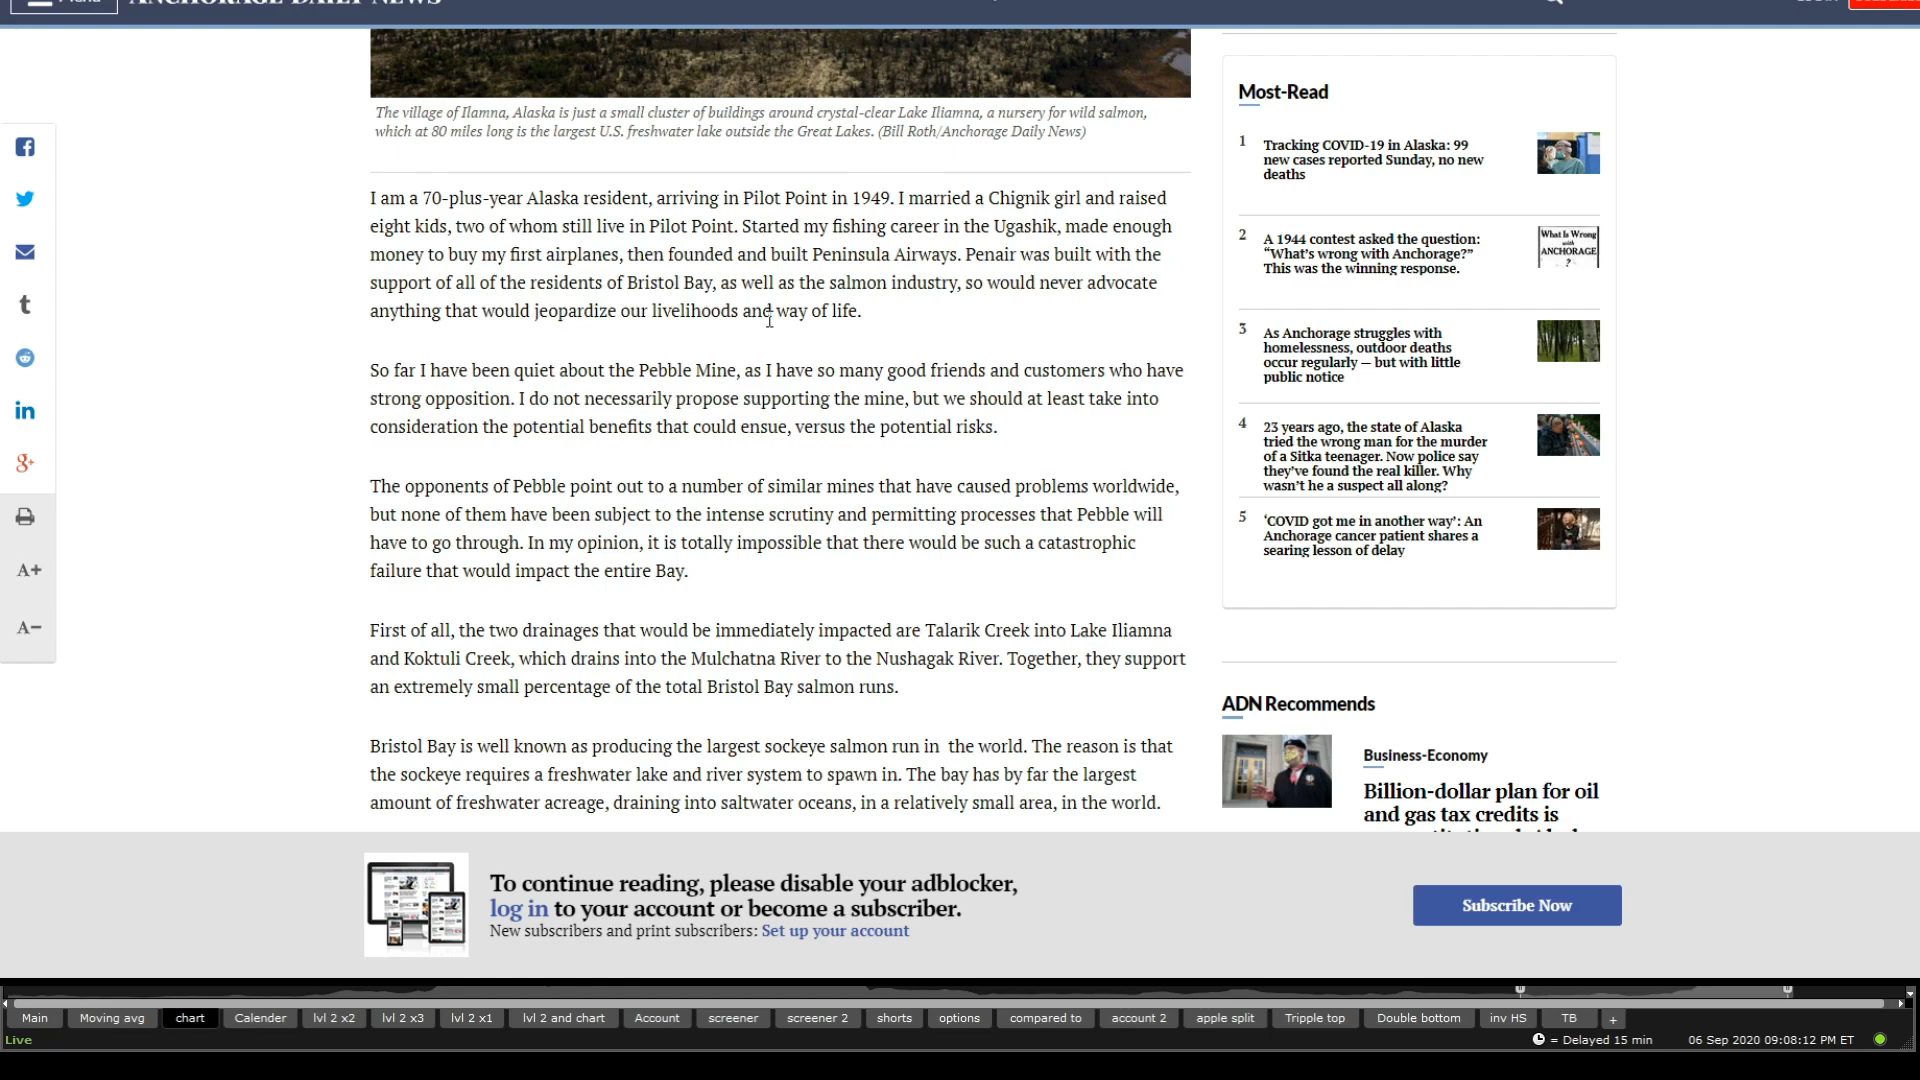 Menu
ANCHORAGE DAILY NEWS
The village of Ilamna, Alaska is just a small cluster of buildings around crystal-clear Lake Iliamna, a nursery for wild salmon,
which at 80 miles long is the largest U.S. freshwater lake outside the Great Lakes. (Bill Roth/Anchorage Daily News)
I am a 70-plus-year Alaska resident, arriving in Pilot Point in 1949. I married a Chignik girl and raised
eight kids, two of whom still live in Pilot Point. Started my fishing career in the Ugashik, made enough
money to buy my first airplanes, then founded and built Peninsula Airways. Penair was built with the
support of all of the residents of Bristol Bay, as well as the salmon industry, so would never advocate
anything that would jeopardize our livelihoods and way of life.
So far I have been quiet about the Pebble Mine, as I have so many good friends and customers who have
strong opposition. I do not necessarily propose supporting the mine, but we should at least take into
consideration the potential benefits that could ensue, versus the potential risks.
The opponents of Pebble point out to a number of similar mines that have caused problems worldwide,
but none of them have been subject to the intense scrutiny and permitting processes that Pebble will
have to go through. In my opinion, it is totally impossible that there would be such a catastrophic
failure that would impact the entire Bay.
First of all, the two drainages that would be immediately impacted are Talarik Creek into Lake Iliamna
and Koktuli Creek, which drains into the Mulchatna River to the Nushagak River. Together, they support
an extremely small percentage of the total Bristol Bay salmon runs.
Bristol Bay is well known as producing the largest sockeye salmon run in the world. The reason is that
the sockeye requires a freshwater lake and river system to spawn in. The bay has by far the largest
amount of freshwater acreage, draining into saltwater oceans, in a relatively small area, in the world.
A+
A-
Most-Read
1
Tracking COVID-19 in Alaska: 99
new cases reported Sunday, no new
deaths
2
A 1944 contest asked the question:
“What’s wrong with Anchorage?”
This was the winning response.
What Is Wrong
with
ANCHORAGE
?
3
As Anchorage struggles with
homelessness, outdoor deaths
occur regularly — but with little
public notice
4
23 years ago, the state of Alaska
tried the wrong man for the murder
of a Sitka teenager. Now police say
they’ve found the real killer. Why
wasn’t he a suspect all along?
5
‘COVID got me in another way’: An
Anchorage cancer patient shares a
searing lesson of delay
ADN Recommends
Business-Economy
Billion-dollar plan for oil
and gas tax credits is
To continue reading, please disable your adblocker,
log in to your account or become a subscriber.
New subscribers and print subscribers: Set up your account
Subscribe Now
Main Moving avg chart Calender lvl 2 x2 lvl 2 x3 lvl 2 x1 lvl 2 and chart Account screener screener 2 shorts options compared to account 2 apple split Tripple top Double bottom inv HS TB +
Live
= Delayed 15 min 06 Sep 2020 09:08:12 PM ET